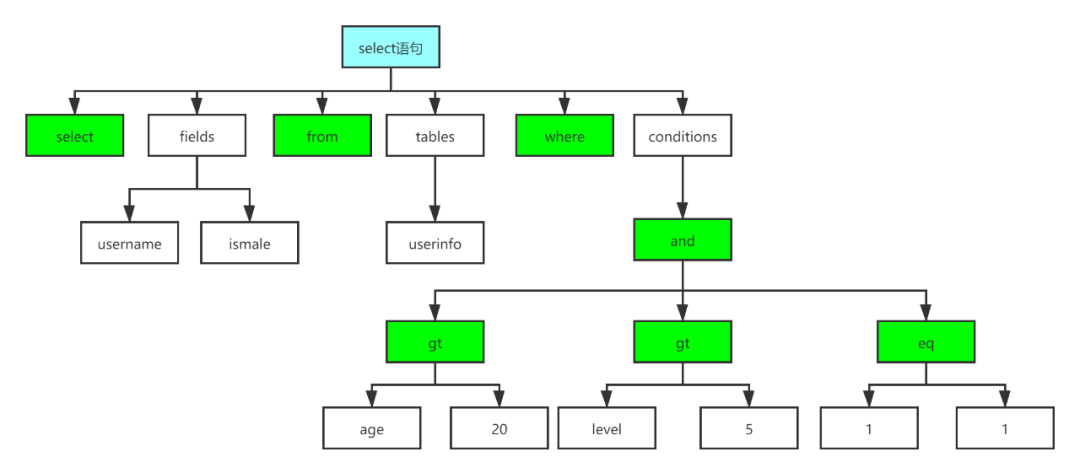 select语句
select
fields
from
tables
where
conditions
username
ismale
userinfo
and
gt
gt
eq
age
20
level
5
1
1